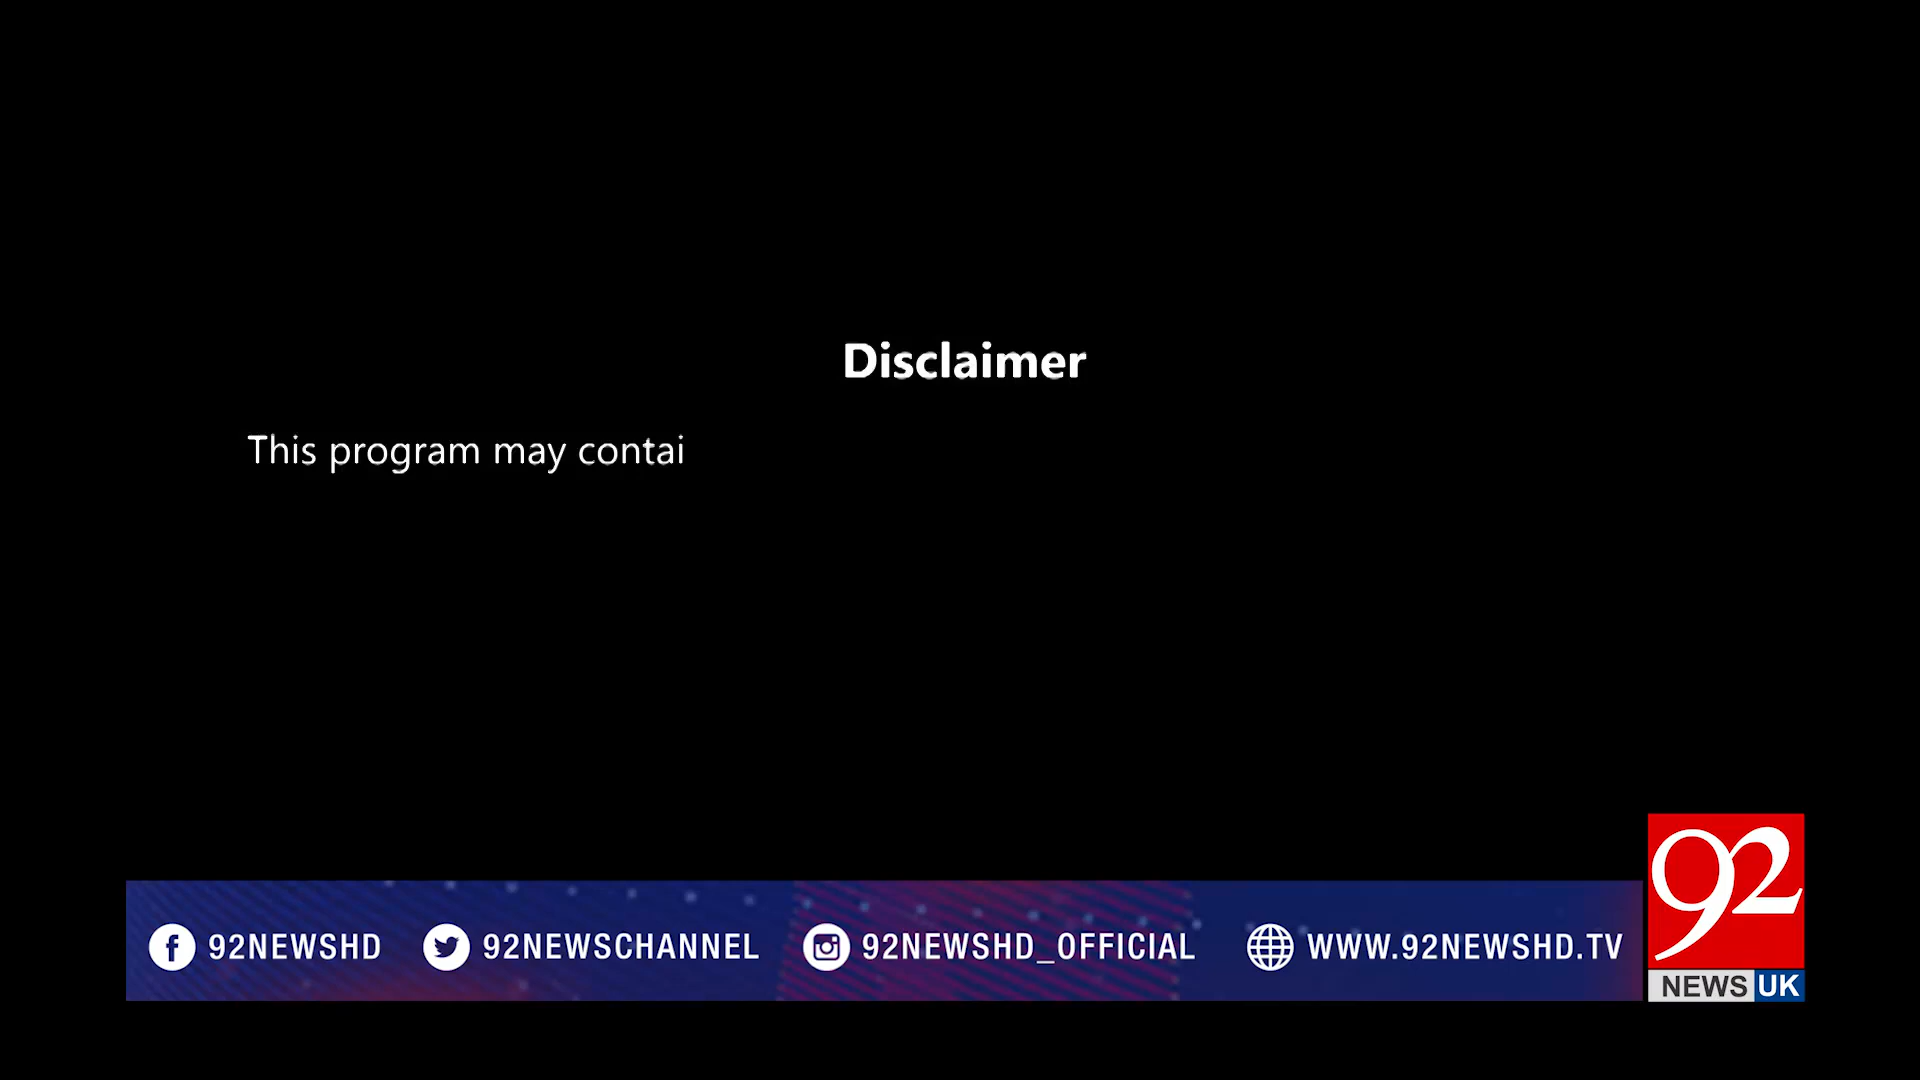 Disclaimer
This program may contai
92NEWSHD 92NEWSCHANNEL 92NEWSHD_OFFICIAL WWW.92NEWSHD.TV
92
NEWS UK